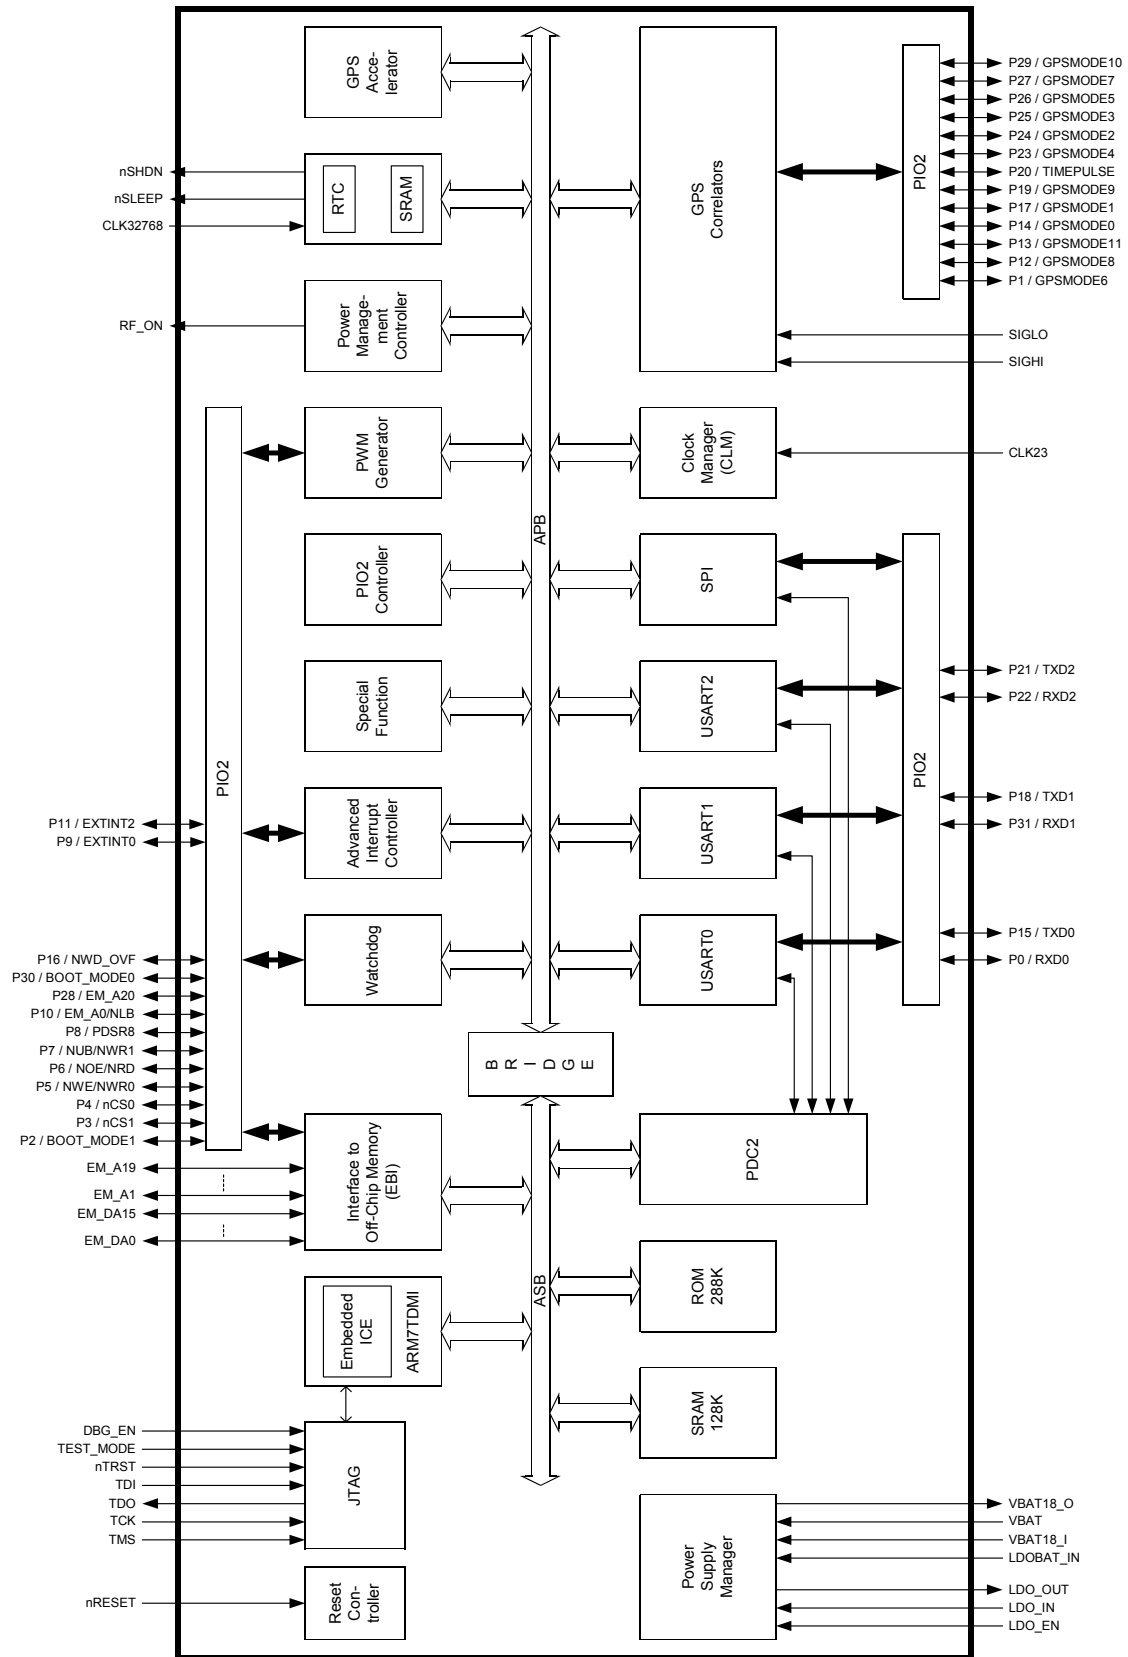 GPS
Acce-
lerator
nSHDN
nSLEEP
CLK32768
RTC
SRAM
RF_ON
Power
Manage-
ment
Controller
PWM
Generator
PIO2
Controller
Special
Function
PIO2
P11 / EXTINT2
P9 / EXTINT0
Advanced
Interrupt
Controller
P16 / NWD_OVF
P30 / BOOT_MODE0
P28 / EM_A20
P10 / EM_A0/NLB
P8 / PDSR8
P7 / NUB/NWR1
P6 / NOE/NRD
P5 / NWE/NWR0
P4 / nCS0
P3 / nCS1
P2 / BOOT_MODE1
Watchdog
EM_A19
EM_A1
EM_DA15
EM_DA0
Interface to
Off-Chip Memory
(EBI)
Embedded
ICE
ARM7TDMI
DBG_EN
TEST_MODE
nTRST
TDI
TDO
TCK
TMS
JTAG
nRESET
Reset
Con-
troller
APB
BRIDGE
ASB
GPS
Correlators
PIO2
P29 / GPSMODE10
P27 / GPSMODE7
P26 / GPSMODE5
P25 / GPSMODE3
P24 / GPSMODE2
P23 / GPSMODE4
P20 / TIMEPULSE
P19 / GPSMODE9
P17 / GPSMODE1
P14 / GPSMODE0
P13 / GPSMODE11
P12 / GPSMODE8
P1 / GPSMODE6
SIGLO
SIGHI
Clock
Manager
(CLM)
CLK23
SPI
USART2
USART1
USART0
PIO2
P21 / TXD2
P22 / RXD2
P18 / TXD1
P31 / RXD1
P15 / TXD0
P0 / RXD0
PDC2
ROM
288K
SRAM
128K
Power
Supply
Manager
VBAT18_O
VBAT
VBAT18_I
LDOBAT_IN
LDO_OUT
LDO_IN
LDO_EN